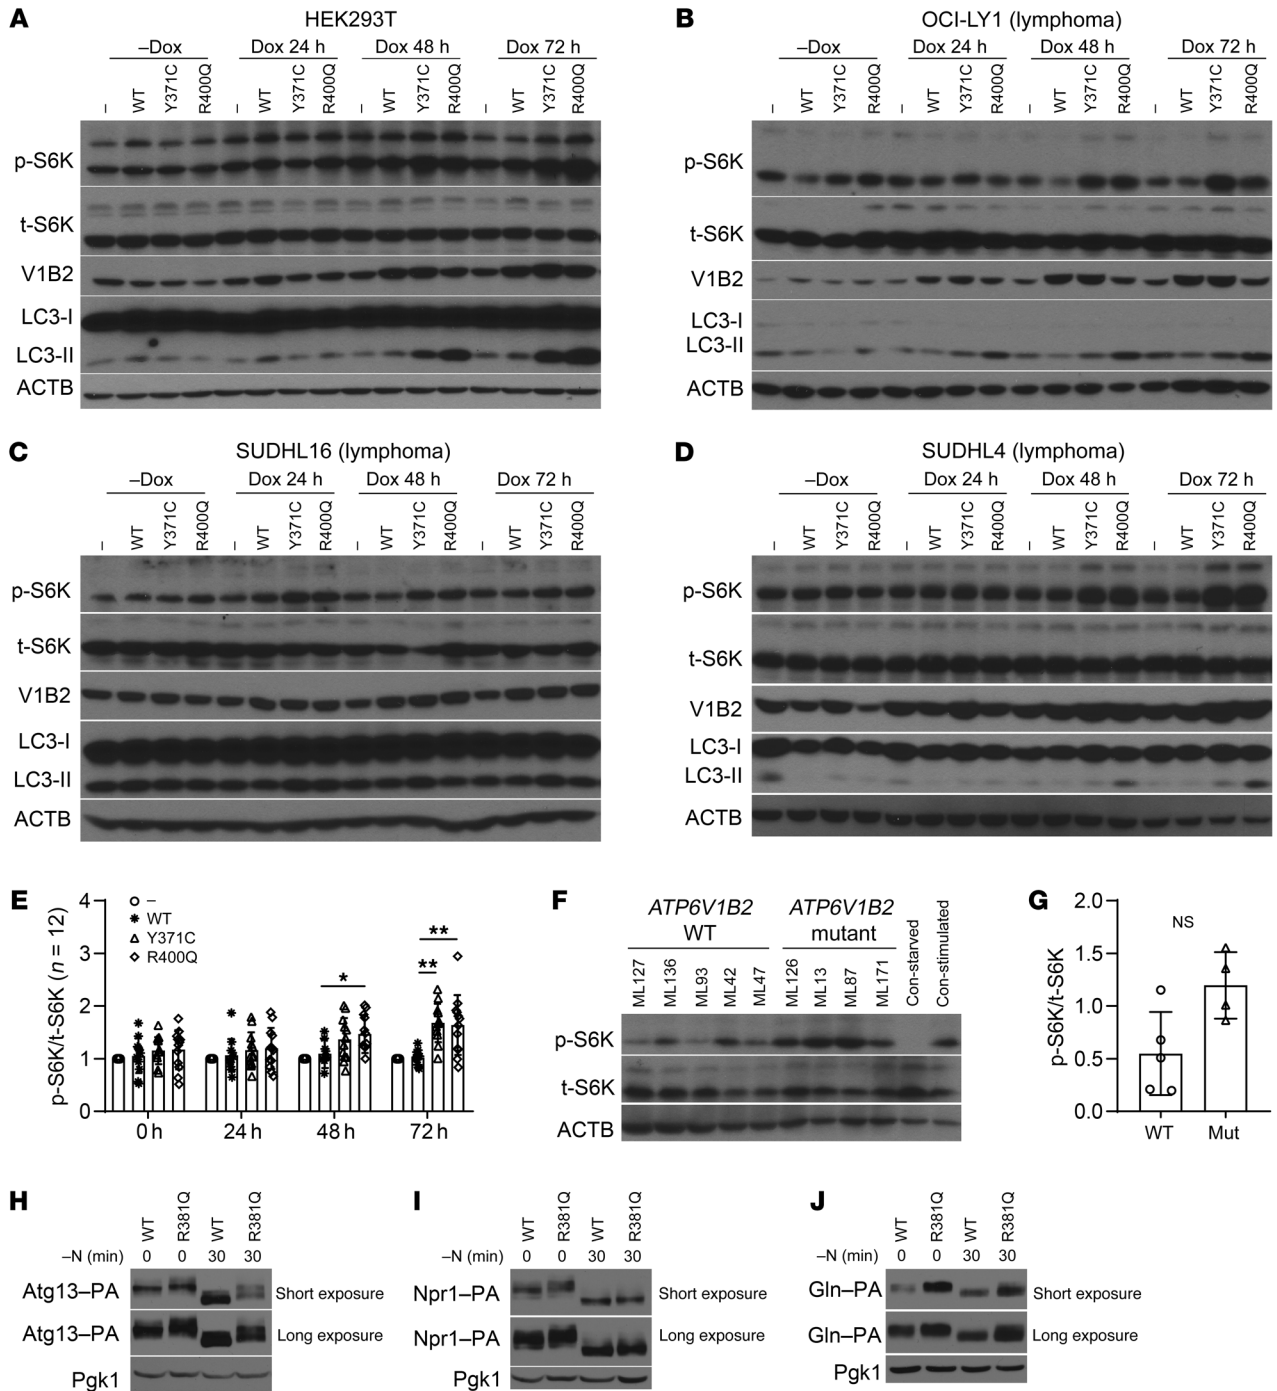 A
HEK293T
–Dox
Dox 24 h
Dox 48 h
Dox 72 h
– WT Y371C R400Q – WT Y371C R400Q – WT Y371C R400Q – WT Y371C R400Q
p-S6K
t-S6K
V1B2
LC3-I
LC3-II
ACTB
B
OCI-LY1 (lymphoma)
–Dox
Dox 24 h
Dox 48 h
Dox 72 h
– WT Y371C R400Q – WT Y371C R400Q – WT Y371C R400Q – WT Y371C R400Q
p-S6K
t-S6K
V1B2
LC3-I
LC3-II
ACTB
C
SUDHL16 (lymphoma)
–Dox
Dox 24 h
Dox 48 h
Dox 72 h
– WT Y371C R400Q – WT Y371C R400Q – WT Y371C R400Q – WT Y371C R400Q
p-S6K
t-S6K
V1B2
LC3-I
LC3-II
ACTB
D
SUDHL4 (lymphoma)
–Dox
Dox 24 h
Dox 48 h
Dox 72 h
– WT Y371C R400Q – WT Y371C R400Q – WT Y371C R400Q – WT Y371C R400Q
p-S6K
t-S6K
V1B2
LC3-I
LC3-II
ACTB
E
p-S6K/t-S6K (n = 12)
4
3
2
1
0
–
WT
Y371C
R400Q
*
**
**
0 h
24 h
48 h
72 h
F
ATP6V1B2
WT
ATP6V1B2
mutant
ML127 ML136 ML93 ML42 ML47 ML126 ML13 ML87 ML171 Con-starved Con-stimulated
p-S6K
t-S6K
ACTB
G
p-S6K/t-S6K
2.0
1.5
1.0
0.5
0.0
NS
WT
Mut
H
WT R381Q WT R381Q
–N (min) 0 0 30 30
Atg13–PA Short exposure
Atg13–PA Long exposure
Pgk1
I
WT R381Q WT R381Q
–N (min) 0 0 30 30
Npr1–PA Short exposure
Npr1–PA Long exposure
Pgk1
J
WT R381Q WT R381Q
–N (min) 0 0 30 30
Gln–PA Short exposure
Gln–PA Long exposure
Pgk1